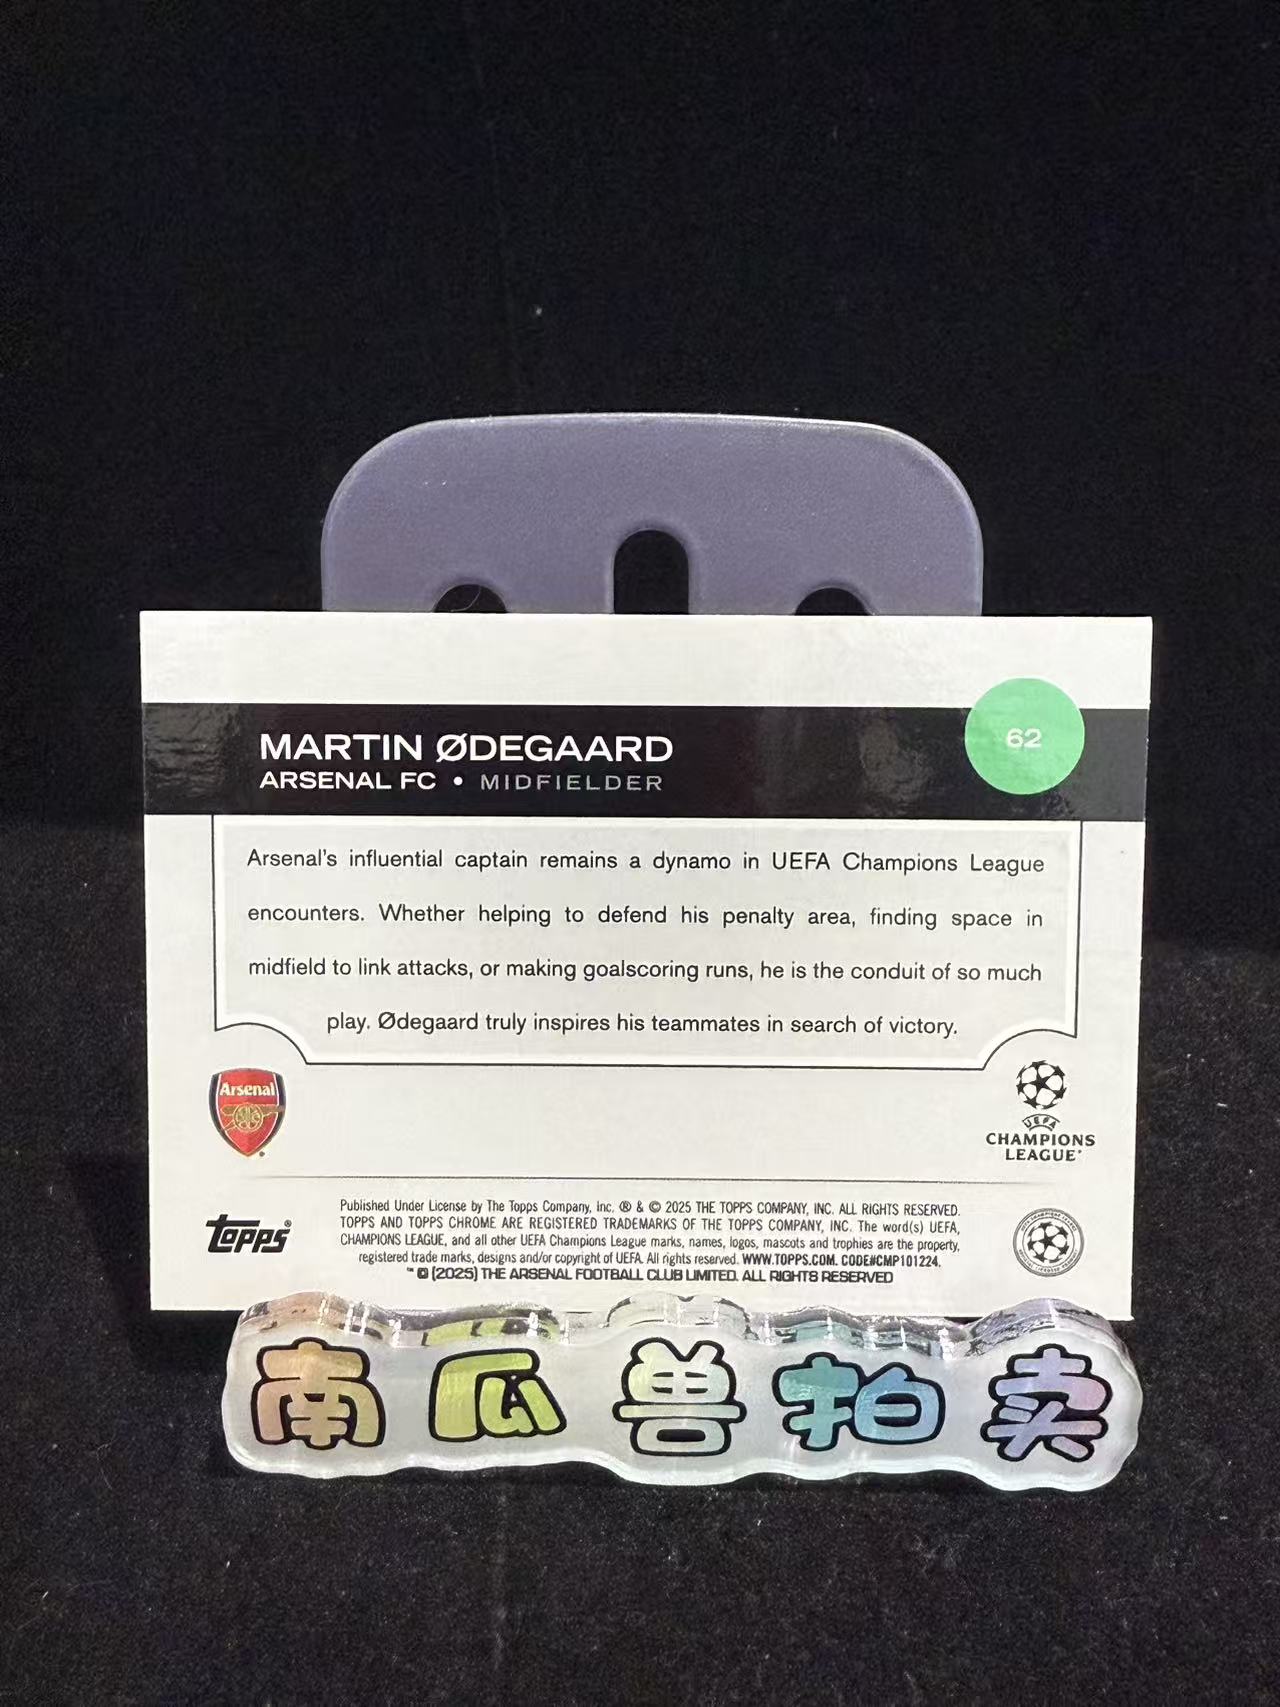 MARTIN ØDEGAARD
ARSENAL FC • MIDFIELDER
62
Arsenal's influential captain remains a dynamo in UEFA Champions League
encounters. Whether helping to defend his penalty area, finding space in
midfield to link attacks, or making goalscoring runs, he is the conduit of so much
play. Ødegaard truly inspires his teammates in search of victory.
Arsenal
UEFA
CHAMPIONS
LEAGUE
Topps
Published Under License by The Topps Company, Inc. ® & © 2025 THE TOPPS COMPANY, INC. ALL RIGHTS RESERVED.
TOPPS AND TOPPS CHROME ARE REGISTERED TRADEMARKS OF THE TOPPS COMPANY, INC. The word(s) UEFA,
CHAMPIONS LEAGUE, and all other UEFA Champions League marks, names, logos, mascots and trophies are the property,
registered trade marks, designs and/or copyright of UEFA. All rights reserved. WWW.TOPPS.COM. CODE#CMP101224.
™ © (2025) THE ARSENAL FOOTBALL CLUB LIMITED. ALL RIGHTS RESERVED
南瓜兽拍卖